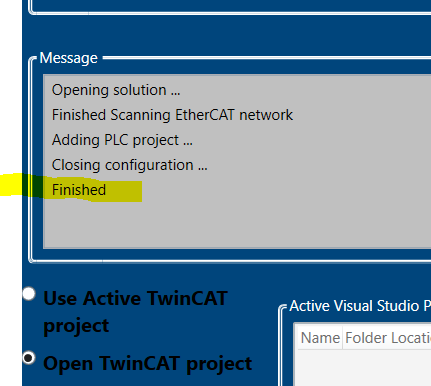 Message
Opening solution ...
Finished Scanning EtherCAT network
Adding PLC project ...
Closing configuration ...
Finished
Use Active TwinCAT
project
Active Visual Studio P
Name Folder Locati
Open TwinCAT project